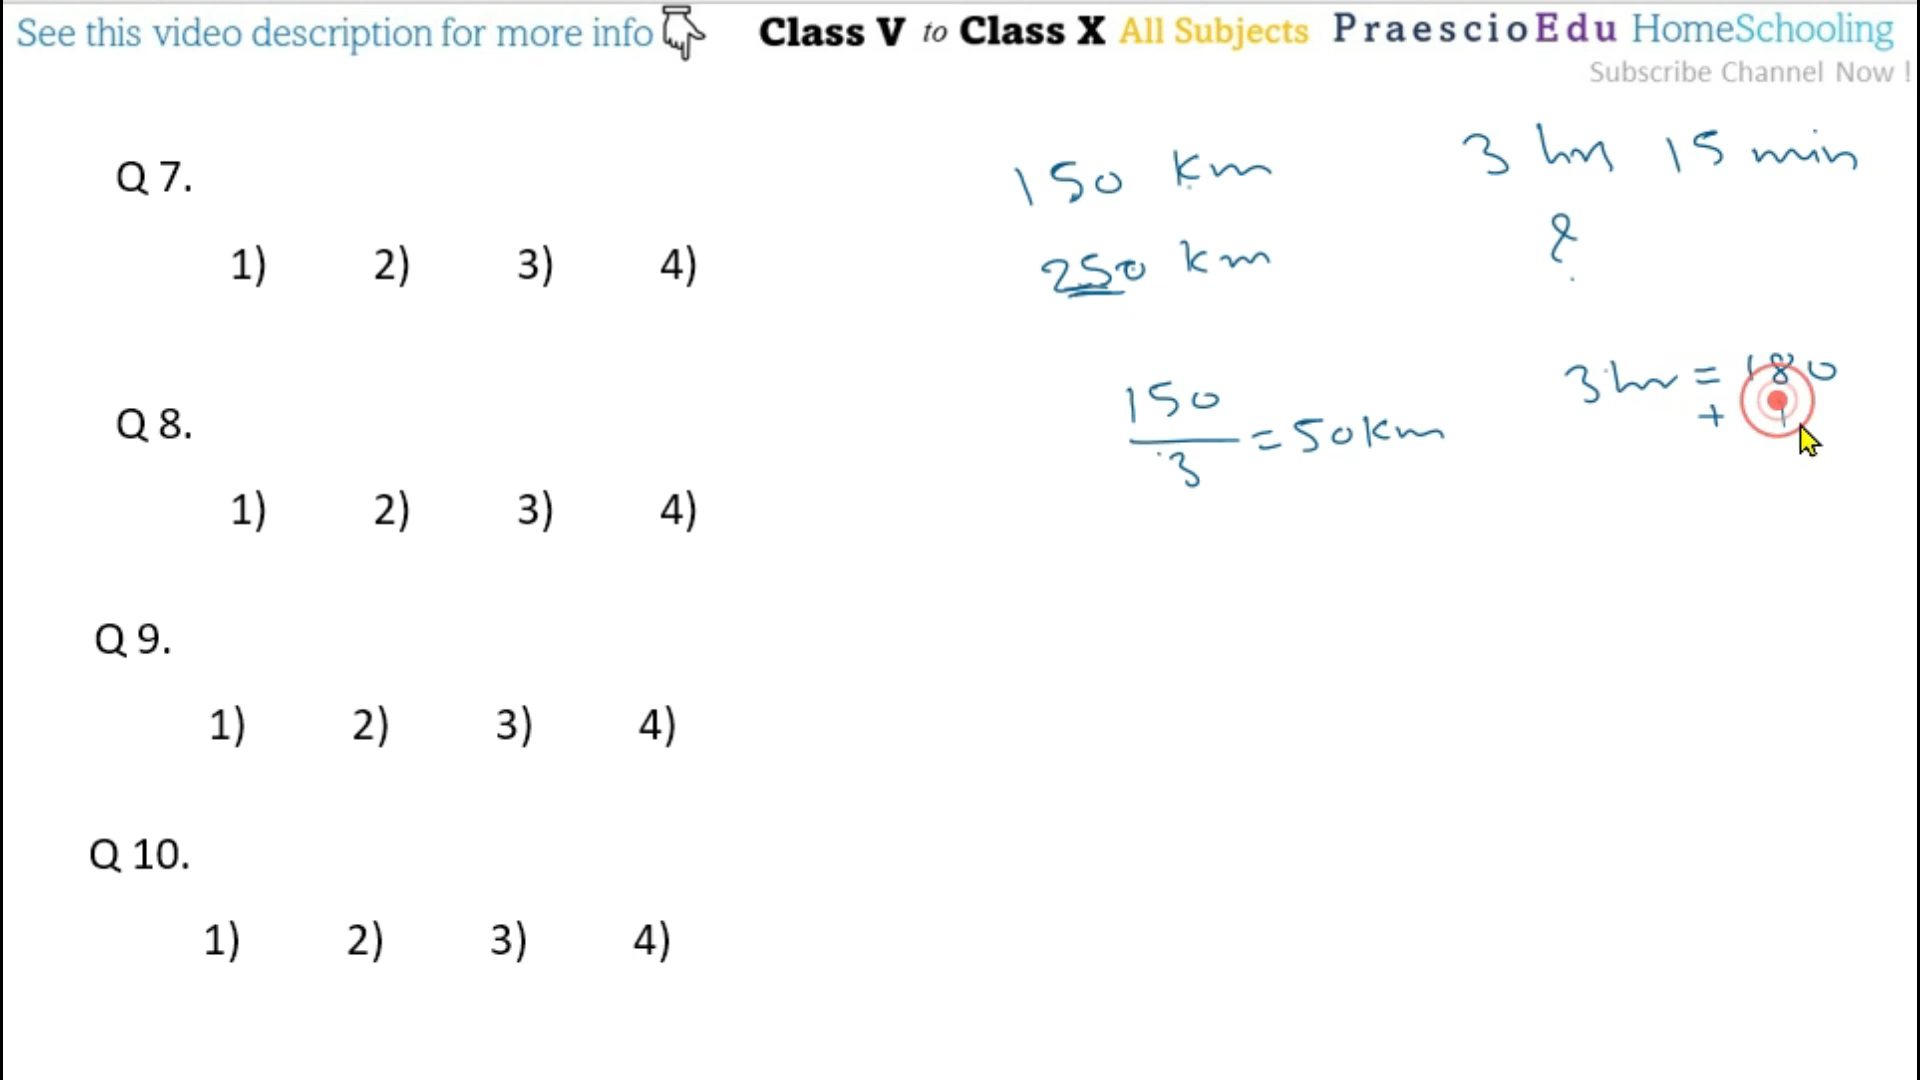 See this video description for more info Class V to Class X All Subjects PraescioEdu HomeSchooling
Subscribe Channel Now !
Q 7.
1) 2) 3) 4)
150 km 3 hr 15 min
250 km ?
Q 8.
1) 2) 3) 4)
150
3
= 50 km
3 hr = 180
+ 1
Q 9.
1) 2) 3) 4)
Q 10.
1) 2) 3) 4)